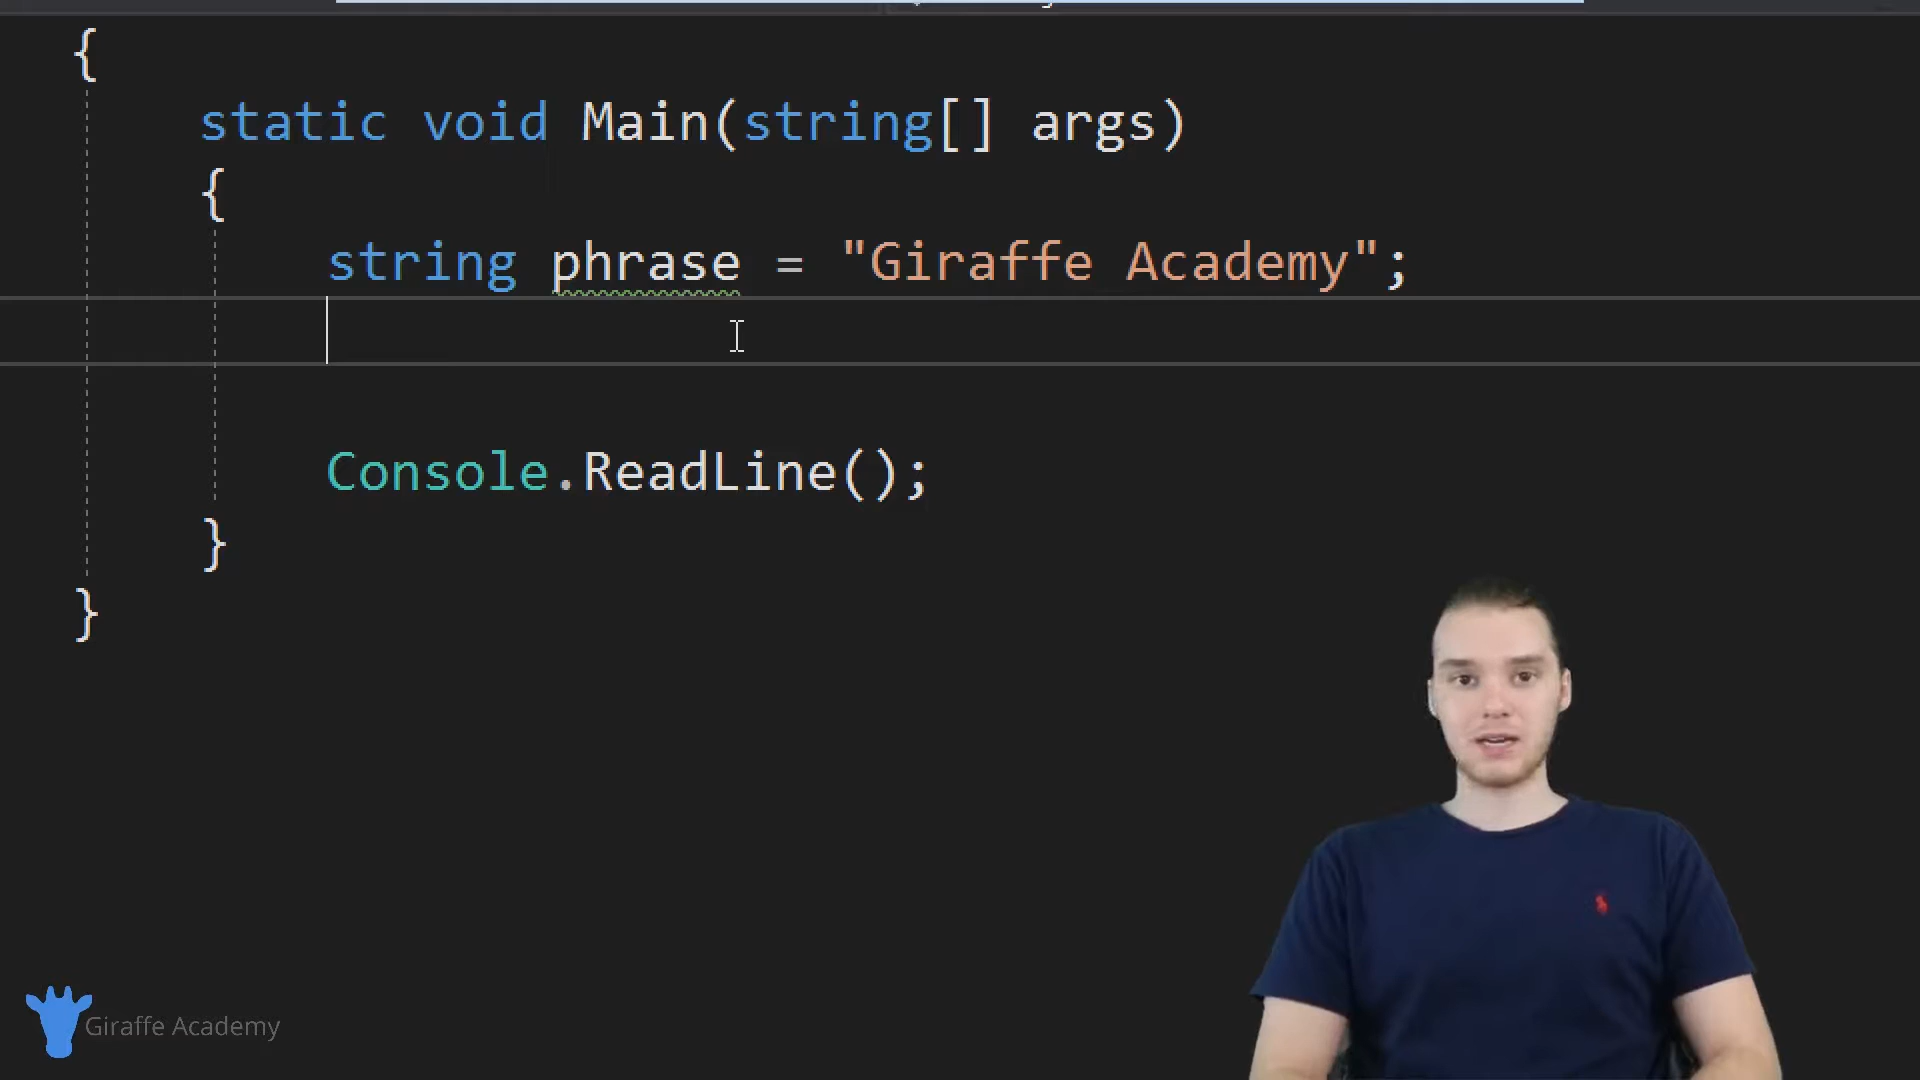 {
static void Main(string[] args)
{
string phrase = "Giraffe Academy";
Console.ReadLine();
}
}
Giraffe Academy